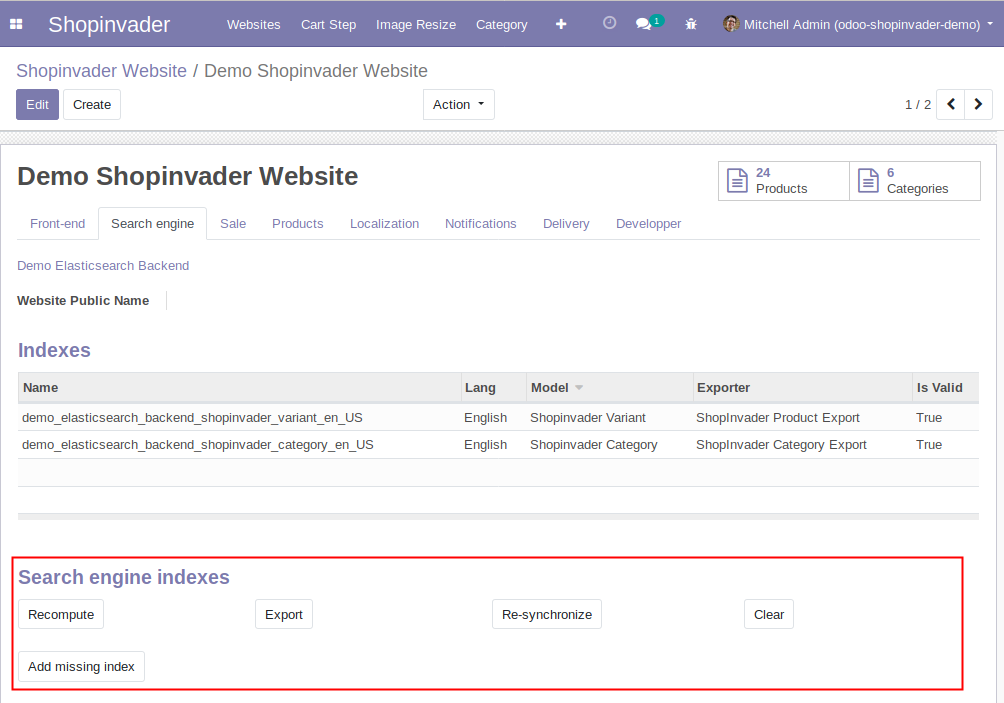 Shopinvader Websites Cart Step Image Resize Category 1 Mitchell Admin (odoo-shopinvader-demo)
Shopinvader Website / Demo Shopinvader Website
Edit Create Action 1 / 2
Demo Shopinvader Website
24 Products
6 Categories
Front-end Search engine Sale Products Localization Notifications Delivery Developper
Demo Elasticsearch Backend
Website Public Name
Indexes
Name Lang Model Exporter Is Valid
demo_elasticsearch_backend_shopinvader_variant_en_US English Shopinvader Variant ShopInvader Product Export True
demo_elasticsearch_backend_shopinvader_category_en_US English Shopinvader Category ShopInvader Category Export True
Search engine indexes
Recompute Export Re-synchronize Clear
Add missing index